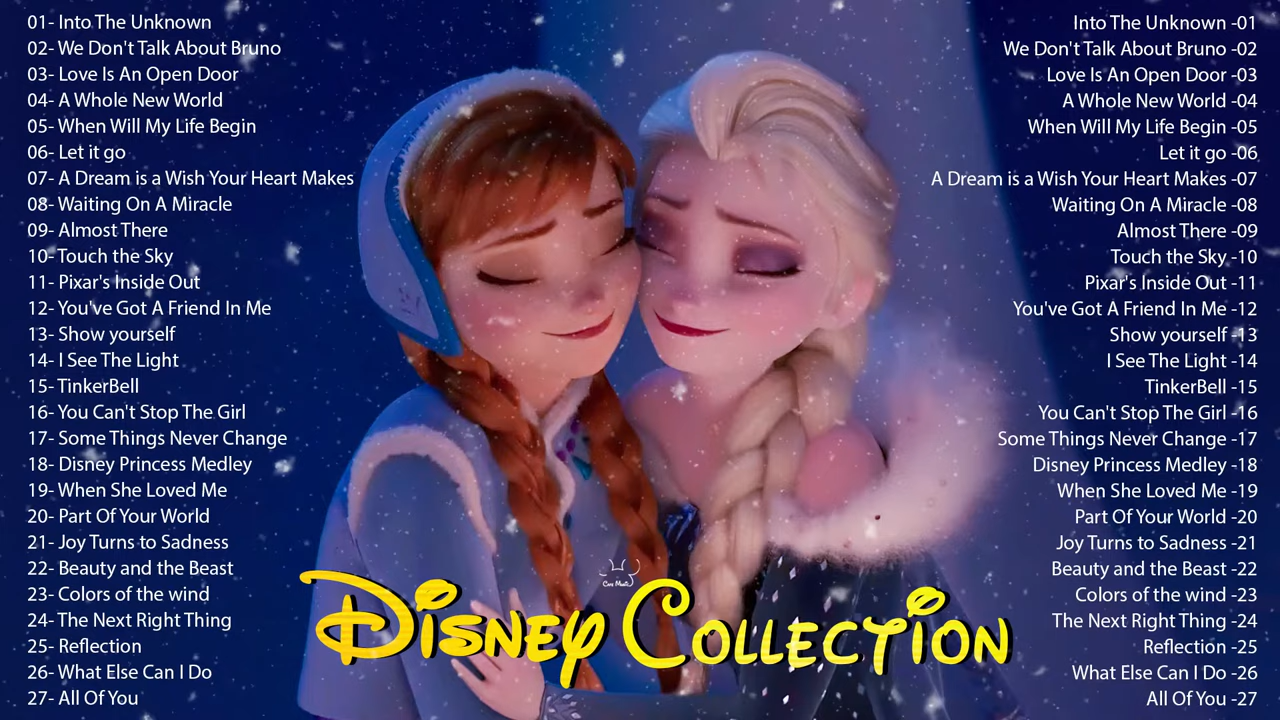 01- Into The Unknown
02- We Don't Talk About Bruno
03- Love Is An Open Door
04- A Whole New World
05- When Will My Life Begin
06- Let it go
07- A Dream is a Wish Your Heart Makes
08- Waiting On A Miracle
09- Almost There
10- Touch the Sky
11- Pixar's Inside Out
12- You've Got A Friend In Me
13- Show yourself
14- I See The Light
15- TinkerBell
16- You Can't Stop The Girl
17- Some Things Never Change
18- Disney Princess Medley
19- When She Loved Me
20- Part Of Your World
21- Joy Turns to Sadness
22- Beauty and the Beast
23- Colors of the wind
24- The Next Right Thing
25- Reflection
26- What Else Can I Do
27- All Of You
Into The Unknown -01
We Don't Talk About Bruno -02
Love Is An Open Door -03
A Whole New World -04
When Will My Life Begin -05
Let it go -06
A Dream is a Wish Your Heart Makes -07
Waiting On A Miracle -08
Almost There -09
Touch the Sky -10
Pixar's Inside Out -11
You've Got A Friend In Me -12
Show yourself -13
I See The Light -14
TinkerBell -15
You Can't Stop The Girl -16
Some Things Never Change -17
Disney Princess Medley -18
When She Loved Me -19
Part Of Your World -20
Joy Turns to Sadness -21
Beauty and the Beast -22
Colors of the wind -23
The Next Right Thing -24
Reflection -25
What Else Can I Do -26
All Of You -27
Disney Collection